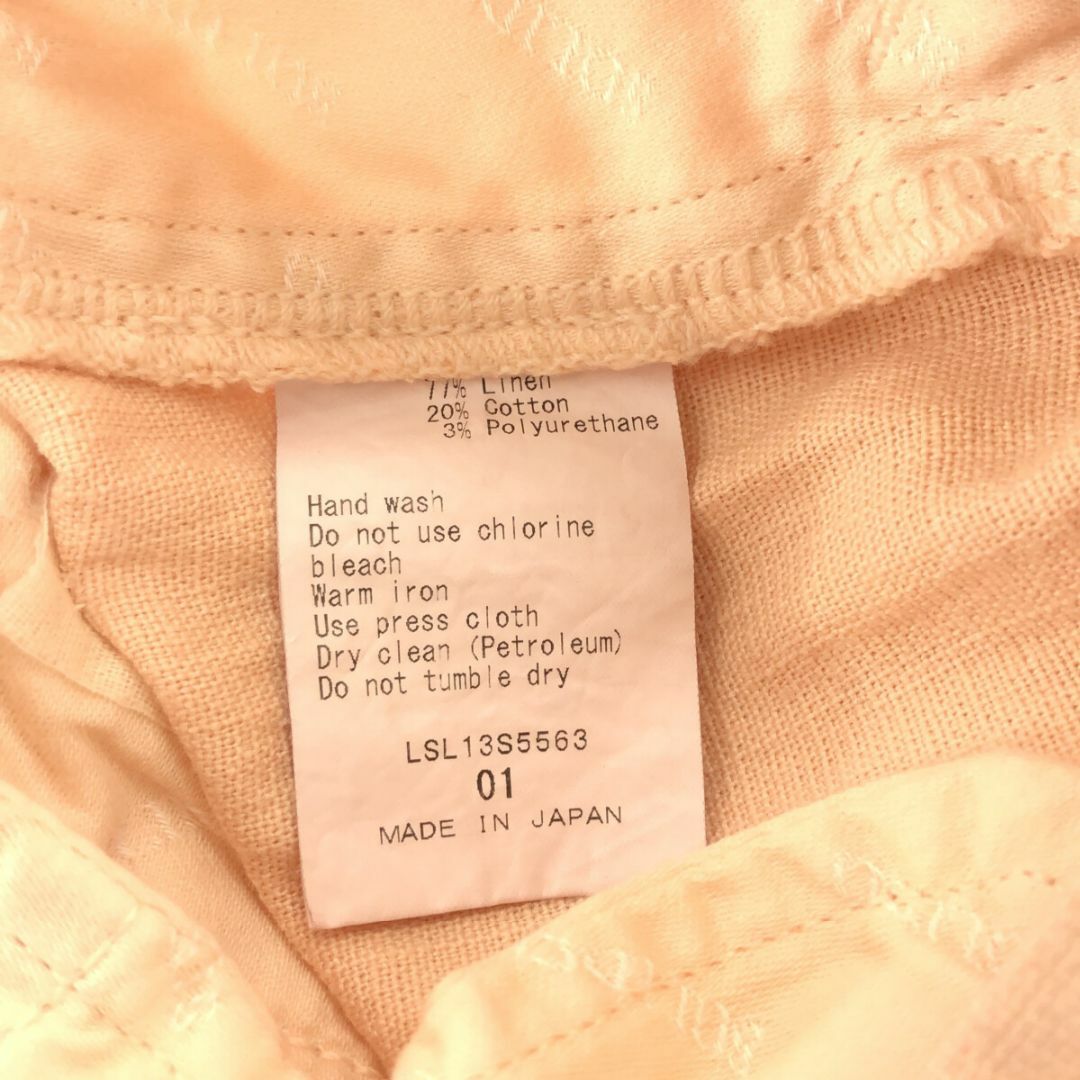 77% Linen
20% Cotton
3% Polyurethane
Hand wash
Do not use chlorine
bleach
Warm iron
Use press cloth
Dry clean (Petroleum)
Do not tumble dry
LSL13S5563
01
MADE IN JAPAN